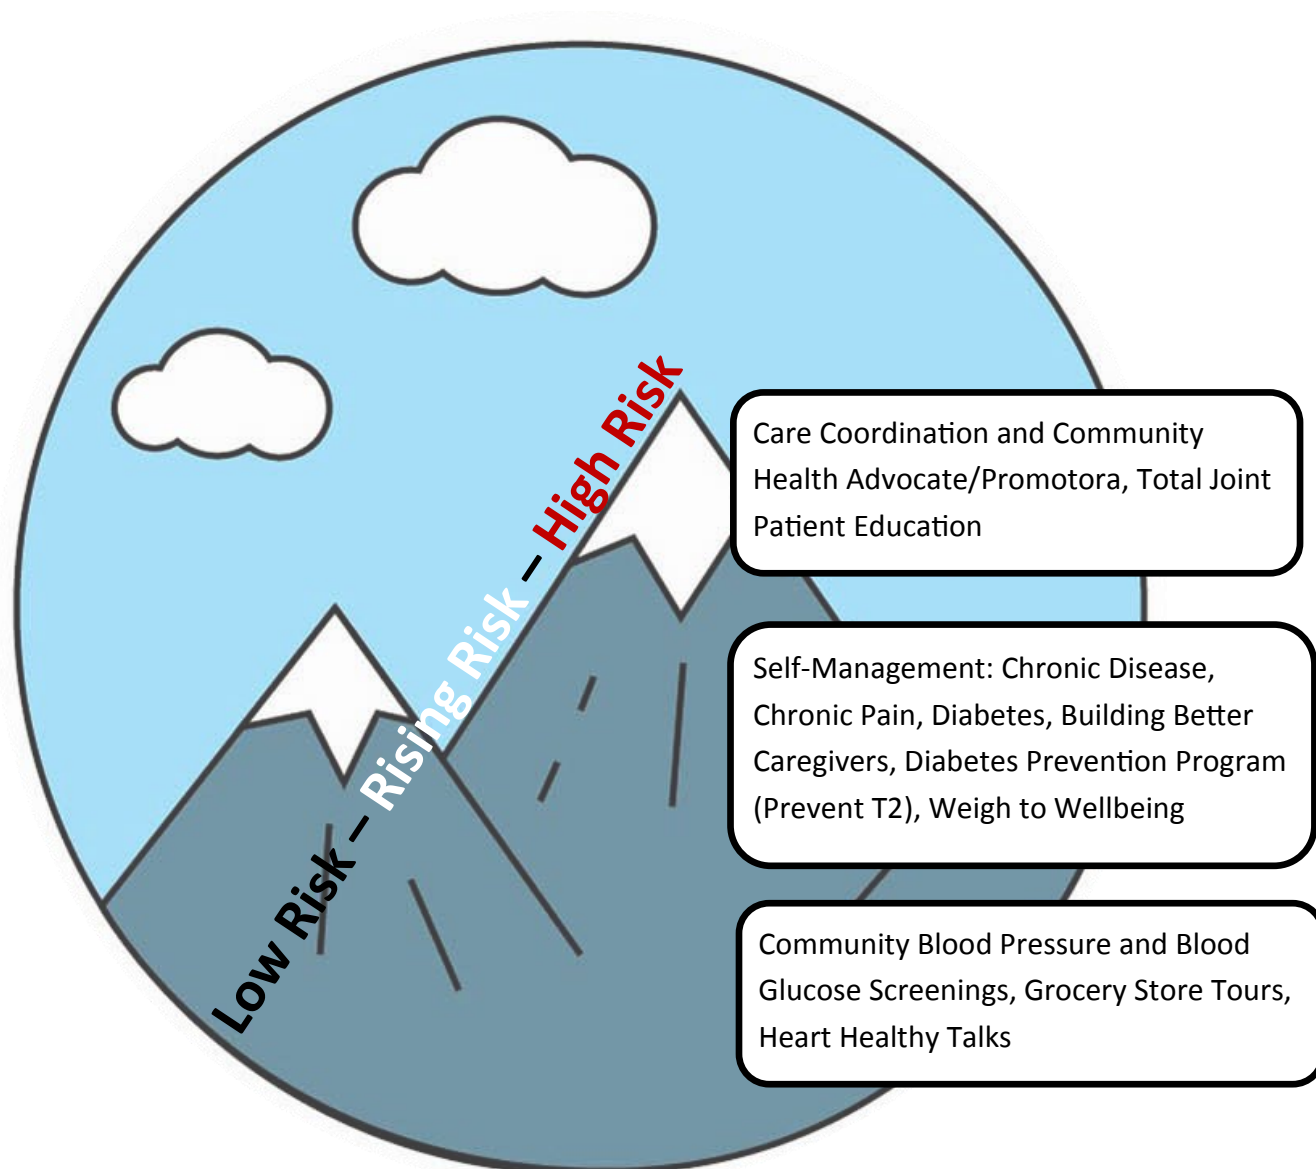 Low Risk – Rising Risk – High Risk
Care Coordination and Community
Health Advocate/Promotora, Total Joint
Patient Education
Self-Management: Chronic Disease,
Chronic Pain, Diabetes, Building Better
Caregivers, Diabetes Prevention Program
(Prevent T2), Weigh to Wellbeing
Community Blood Pressure and Blood
Glucose Screenings, Grocery Store Tours,
Heart Healthy Talks